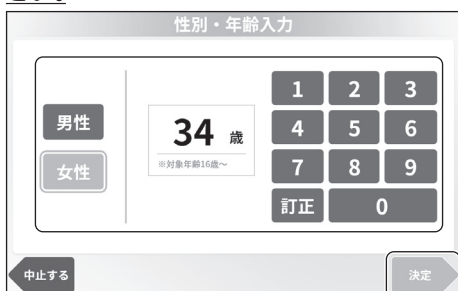 性別・年齢入力
男性
女性
34 歳
※対象年齢16歳～
1 2 3
4 5 6
7 8 9
訂正 0
中止する
決定